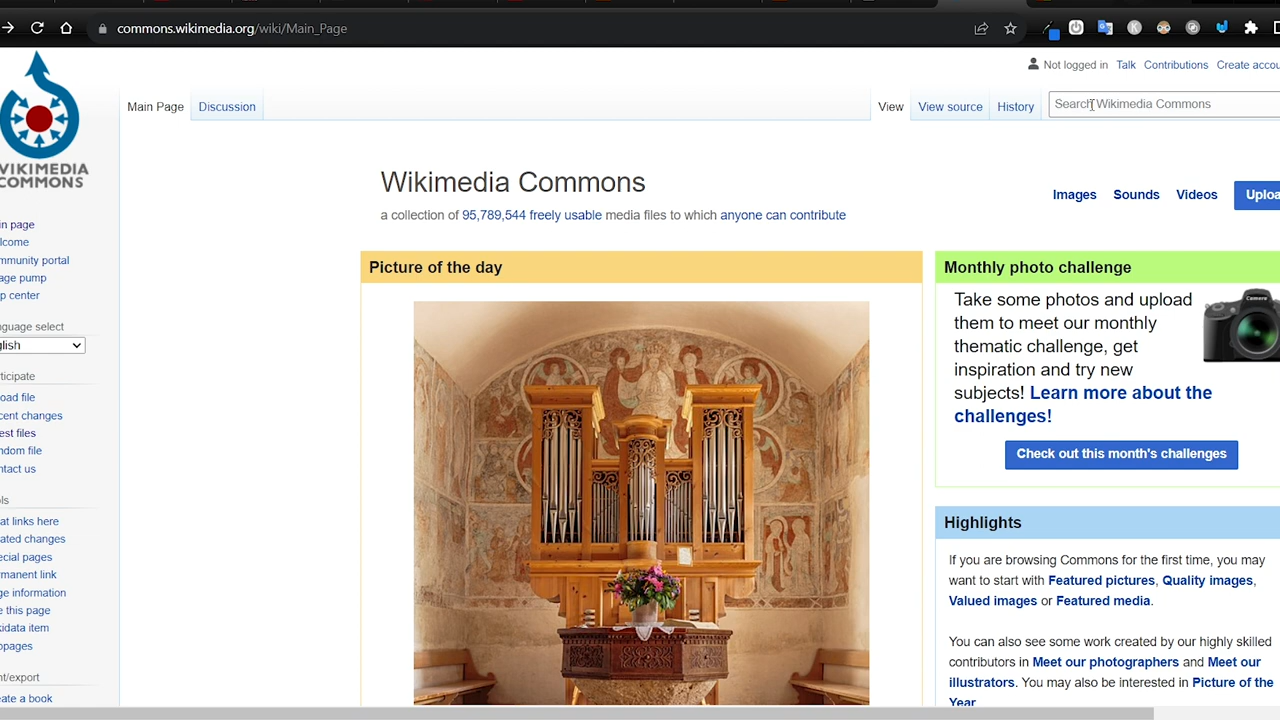 commons.wikimedia.org/wiki/Main_Page
Not logged in Talk Contributions Create accou
Main Page Discussion View View source History Search Wikimedia Commons
WIKIMEDIA
COMMONS
Wikimedia Commons
Images Sounds Videos Uploa
a collection of 95,789,544 freely usable media files to which anyone can contribute
in page
lcome
mmunity portal
age pump
p center
nguage select
glish
rticipate
oad file
cent changes
est files
ndom file
ntact us
ols
at links here
ated changes
ecial pages
rmanent link
ge information
e this page
kidata item
ppages
nt/export
eate a book
Picture of the day
Monthly photo challenge
Take some photos and upload
them to meet our monthly
thematic challenge, get
inspiration and try new
subjects! Learn more about the
challenges!
Camera
Check out this month's challenges
Highlights
If you are browsing Commons for the first time, you may
want to start with Featured pictures, Quality images,
Valued images or Featured media.
You can also see some work created by our highly skilled
contributors in Meet our photographers and Meet our
illustrators. You may also be interested in Picture of the
Year.